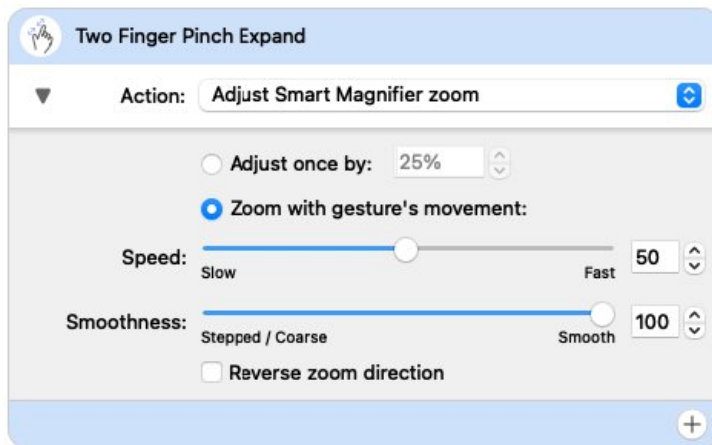 Two Finger Pinch Expand
Action: Adjust Smart Magnifier zoom
Adjust once by: 25%
Zoom with gesture's movement:
Speed: 50
Slow Fast
Smoothness: 100
Stepped / Coarse Smooth
Reverse zoom direction